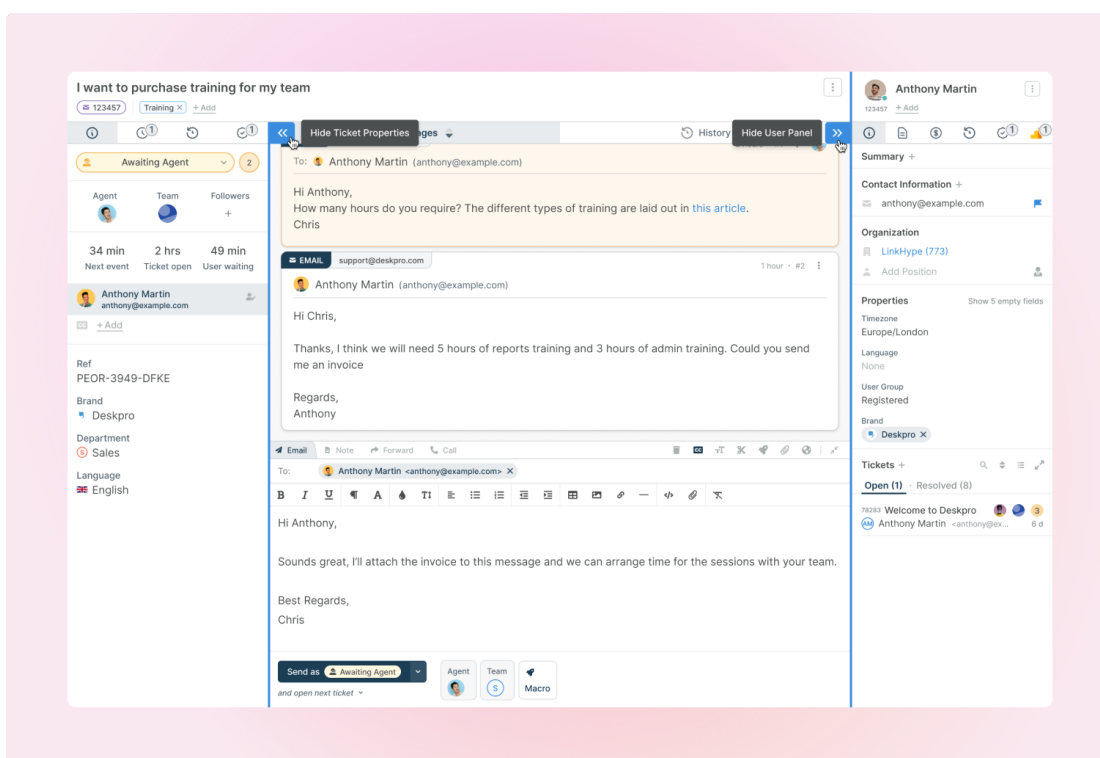 I want to purchase training for my team
123457
Training ×
+ Add
1
1
Hide Ticket Properties
ges
History
Hide User Panel
Awaiting Agent
2
Agent
Team
Followers
+
34 min
2 hrs
49 min
Next event
Ticket open
User waiting
Anthony Martin
anthony@example.com
CC
+ Add
Ref
PEOR-3949-DFKE
Brand
Deskpro
Department
S Sales
Language
English
To: Anthony Martin (anthony@example.com)
Hi Anthony,
How many hours do you require? The different types of training are laid out in this article.
Chris
EMAIL
support@deskpro.com
1 hour - #2
Anthony Martin (anthony@example.com)
Hi Chris,
Thanks, I think we will need 5 hours of reports training and 3 hours of admin training. Could you send
me an invoice
Regards,
Anthony
Email
Note
Forward
Call
CC
To: Anthony Martin <anthony@example.com> ×
B I U
Hi Anthony,
Sounds great, I'll attach the invoice to this message and we can arrange time for the sessions with your team.
Best Regards,
Chris
Send as Awaiting Agent
and open next ticket
Agent
Team
S
Macro
Anthony Martin
123457
+ Add
1
1
Summary +
Contact Information +
anthony@example.com
Organization
LinkHype (773)
Add Position
Properties
Show 5 empty fields
Timezone
Europe/London
Language
None
User Group
Registered
Brand
Deskpro ×
Tickets +
Open (1) · Resolved (8)
78283 Welcome to Deskpro
3
AM Anthony Martin <anthony@ex...
6 d